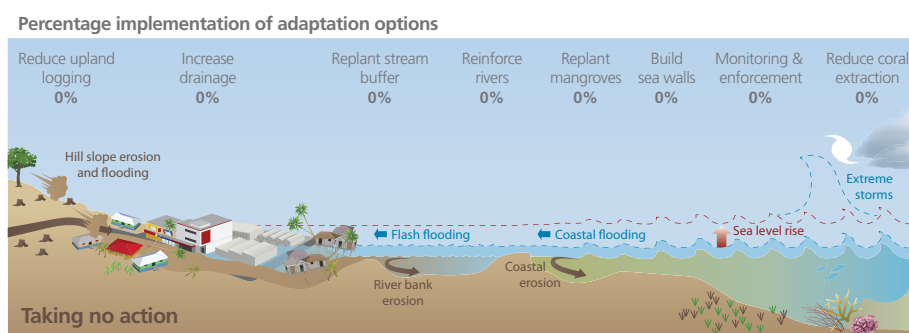 Percentage implementation of adaptation options
Reduce upland
logging
0%
Increase
drainage
0%
Replant stream
buffer
0%
Reinforce
rivers
0%
Replant
mangroves
0%
Build
sea walls
0%
Monitoring &
enforcement
0%
Reduce coral
extraction
0%
Hill slope erosion
and flooding
Extreme
storms
Flash flooding
Coastal flooding
Sea level rise
River bank
erosion
Coastal
erosion
Taking no action